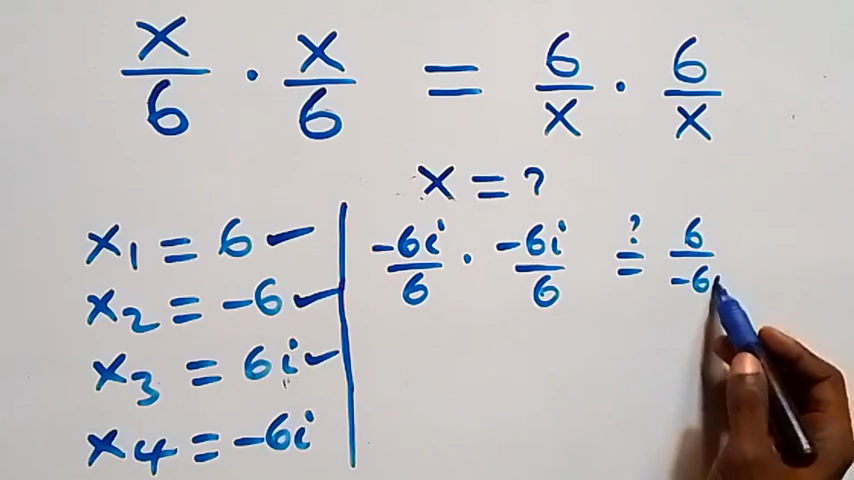 x/6 · x/6 = 6/x · 6/x
x = ?
x₁ = 6 ✓
x₂ = -6 ✓
x₃ = 6i ✓
x₄ = -6i
-6i/6 · -6i/6 ≟ 6/-6